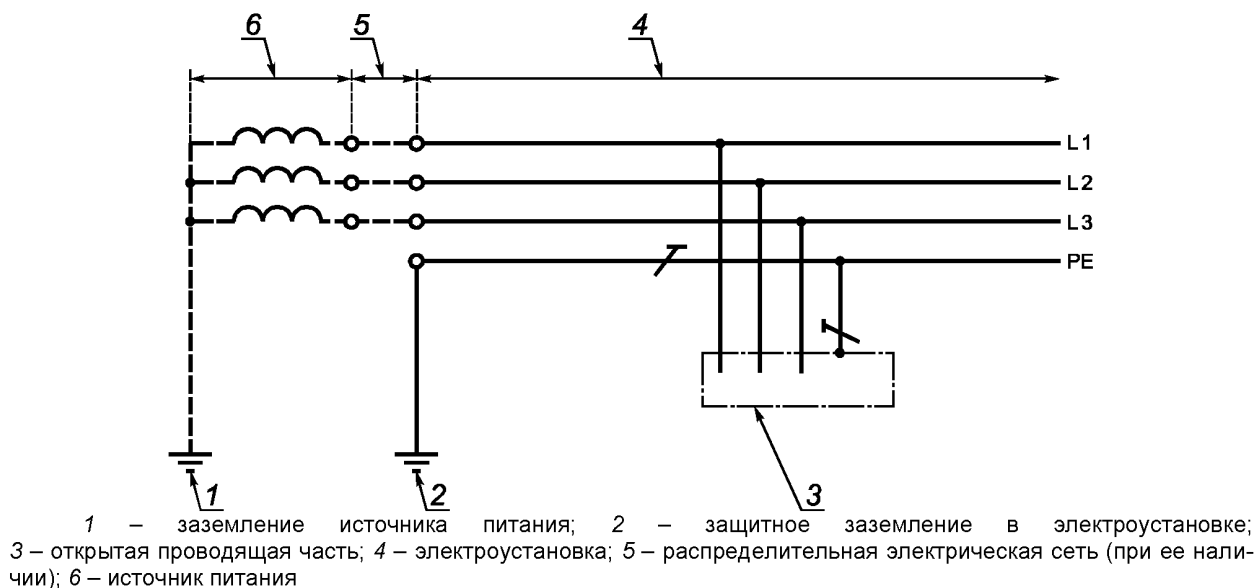 6 5 4
L1
L2
L3
PE
1 2 3
1 – заземление источника питания; 2 – защитное заземление в электроустановке;
3 – открытая проводящая часть; 4 – электроустановка; 5 – распределительная электрическая сеть (при ее нали-
чии); 6 – источник питания